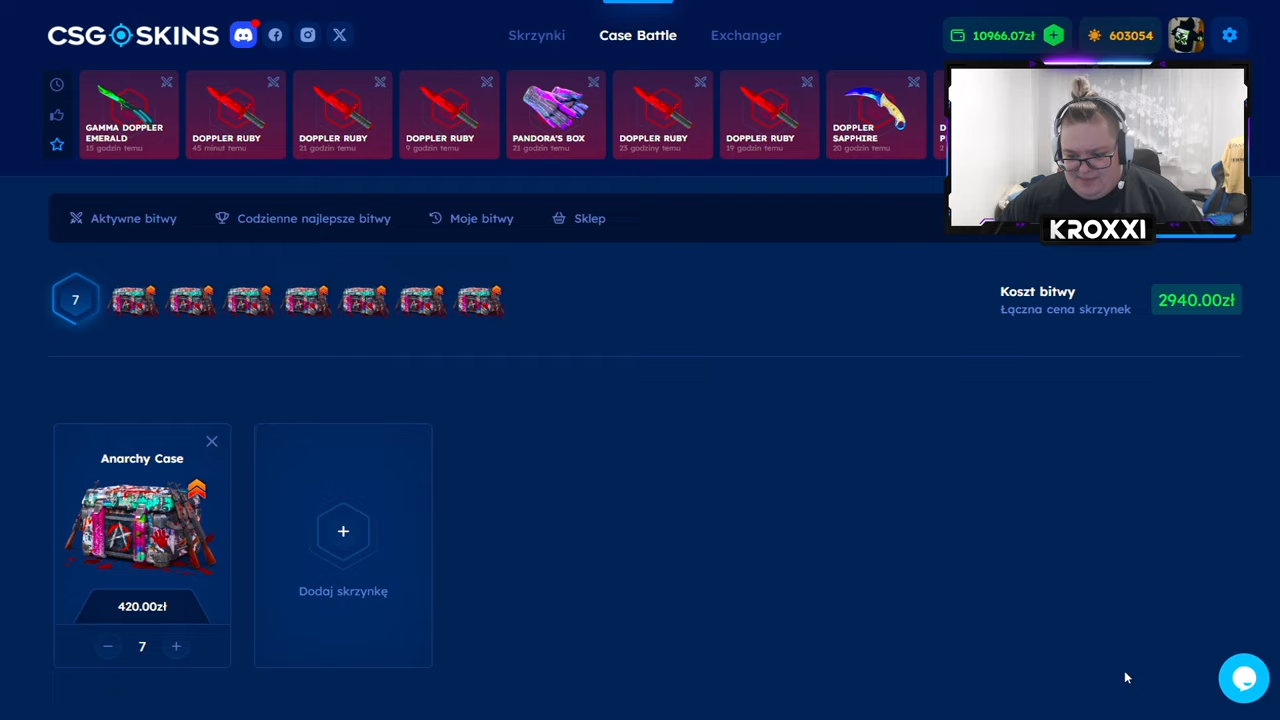 CSG SKINS
Skrzynki
Case Battle
Exchanger
10966.07zł
603054
GAMMA DOPPLER
EMERALD
15 godzin temu
DOPPLER RUBY
45 minut temu
DOPPLER RUBY
21 godzin temu
DOPPLER RUBY
9 godzin temu
PANDORA'S BOX
21 godzin temu
DOPPLER RUBY
23 godziny temu
DOPPLER RUBY
19 godzin temu
DOPPLER
SAPPHIRE
20 godzin temu
KROXXI
Aktywne bitwy
Codzienne najlepsze bitwy
Moje bitwy
Sklep
7
Koszt bitwy
Łączna cena skrzynek
2940.00zł
Anarchy Case
420.00zł
7
Dodaj skrzynkę